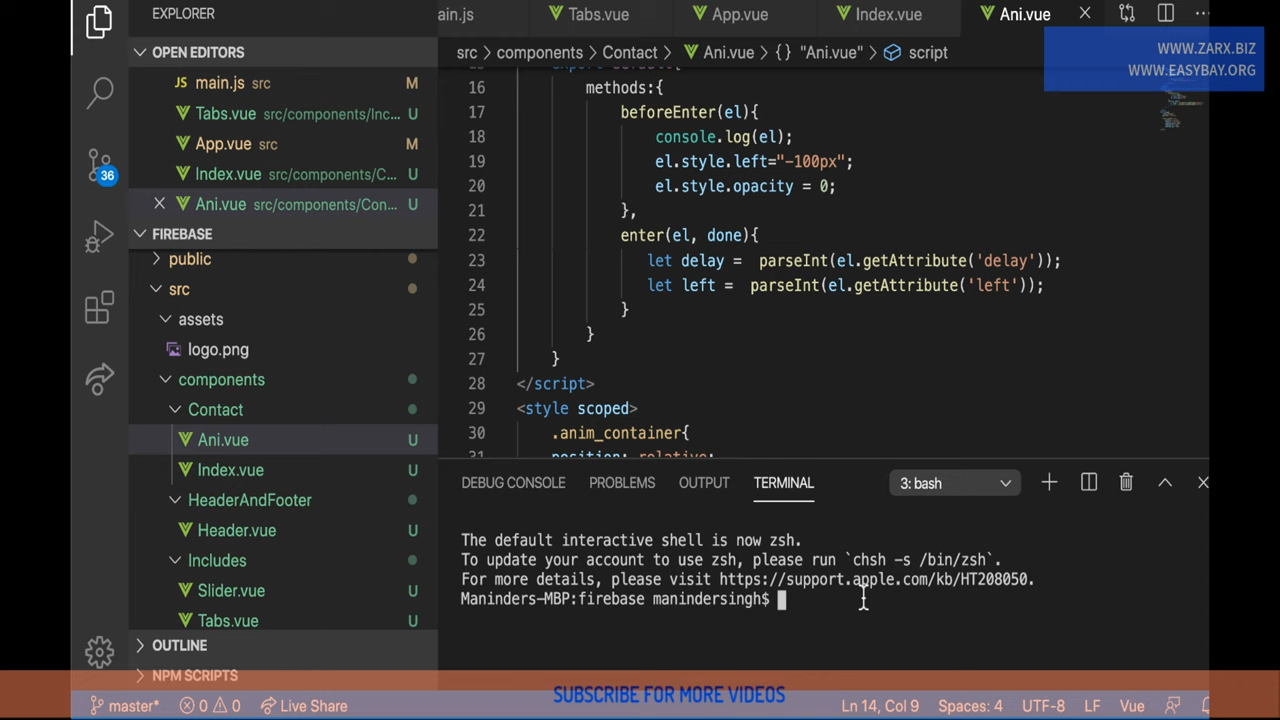 EXPLORER
ain.js
Tabs.vue
App.vue
Index.vue
Ani.vue
WWW.ZARX.BIZ
WWW.EASYBAY.ORG
OPEN EDITORS
JS main.js src M
Tabs.vue src/components/Inc... U
App.vue src M
Index.vue src/components/C... U
Ani.vue src/components/Con... U
36
FIREBASE
public
src
assets
logo.png
components
Contact
Ani.vue U
Index.vue U
HeaderAndFooter
Header.vue U
Includes
Slider.vue U
Tabs.vue U
OUTLINE
NPM SCRIPTS
src > components > Contact > Ani.vue > {} "Ani.vue" > script
15 export default{
16 methods:{
17 beforeEnter(el){
18 console.log(el);
19 el.style.left="-100px";
20 el.style.opacity = 0;
21 },
22 enter(el, done){
23 let delay = parseInt(el.getAttribute('delay'));
24 let left = parseInt(el.getAttribute('left'));
25 }
26 }
27 }
28 </script>
29 <style scoped>
30 .anim_container{
31 position: relative;
DEBUG CONSOLE PROBLEMS OUTPUT TERMINAL 3: bash
The default interactive shell is now zsh.
To update your account to use zsh, please run `chsh -s /bin/zsh`.
For more details, please visit https://support.apple.com/kb/HT208050.
Maninders-MBP:firebase manindersingh$
SUBSCRIBE FOR MORE VIDEOS
master* 0 0 Live Share Ln 14, Col 9 Spaces: 4 UTF-8 LF Vue